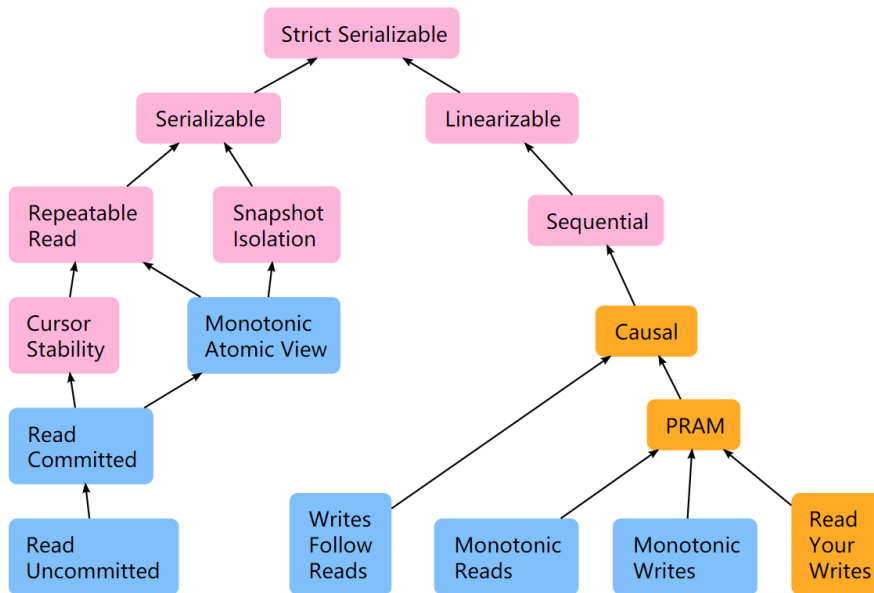 Strict Serializable
Serializable
Linearizable
Repeatable
Read
Snapshot
Isolation
Sequential
Cursor
Stability
Monotonic
Atomic View
Causal
Read
Committed
PRAM
Writes
Follow
Reads
Monotonic
Reads
Monotonic
Writes
Read
Your
Writes
Read
Uncommitted